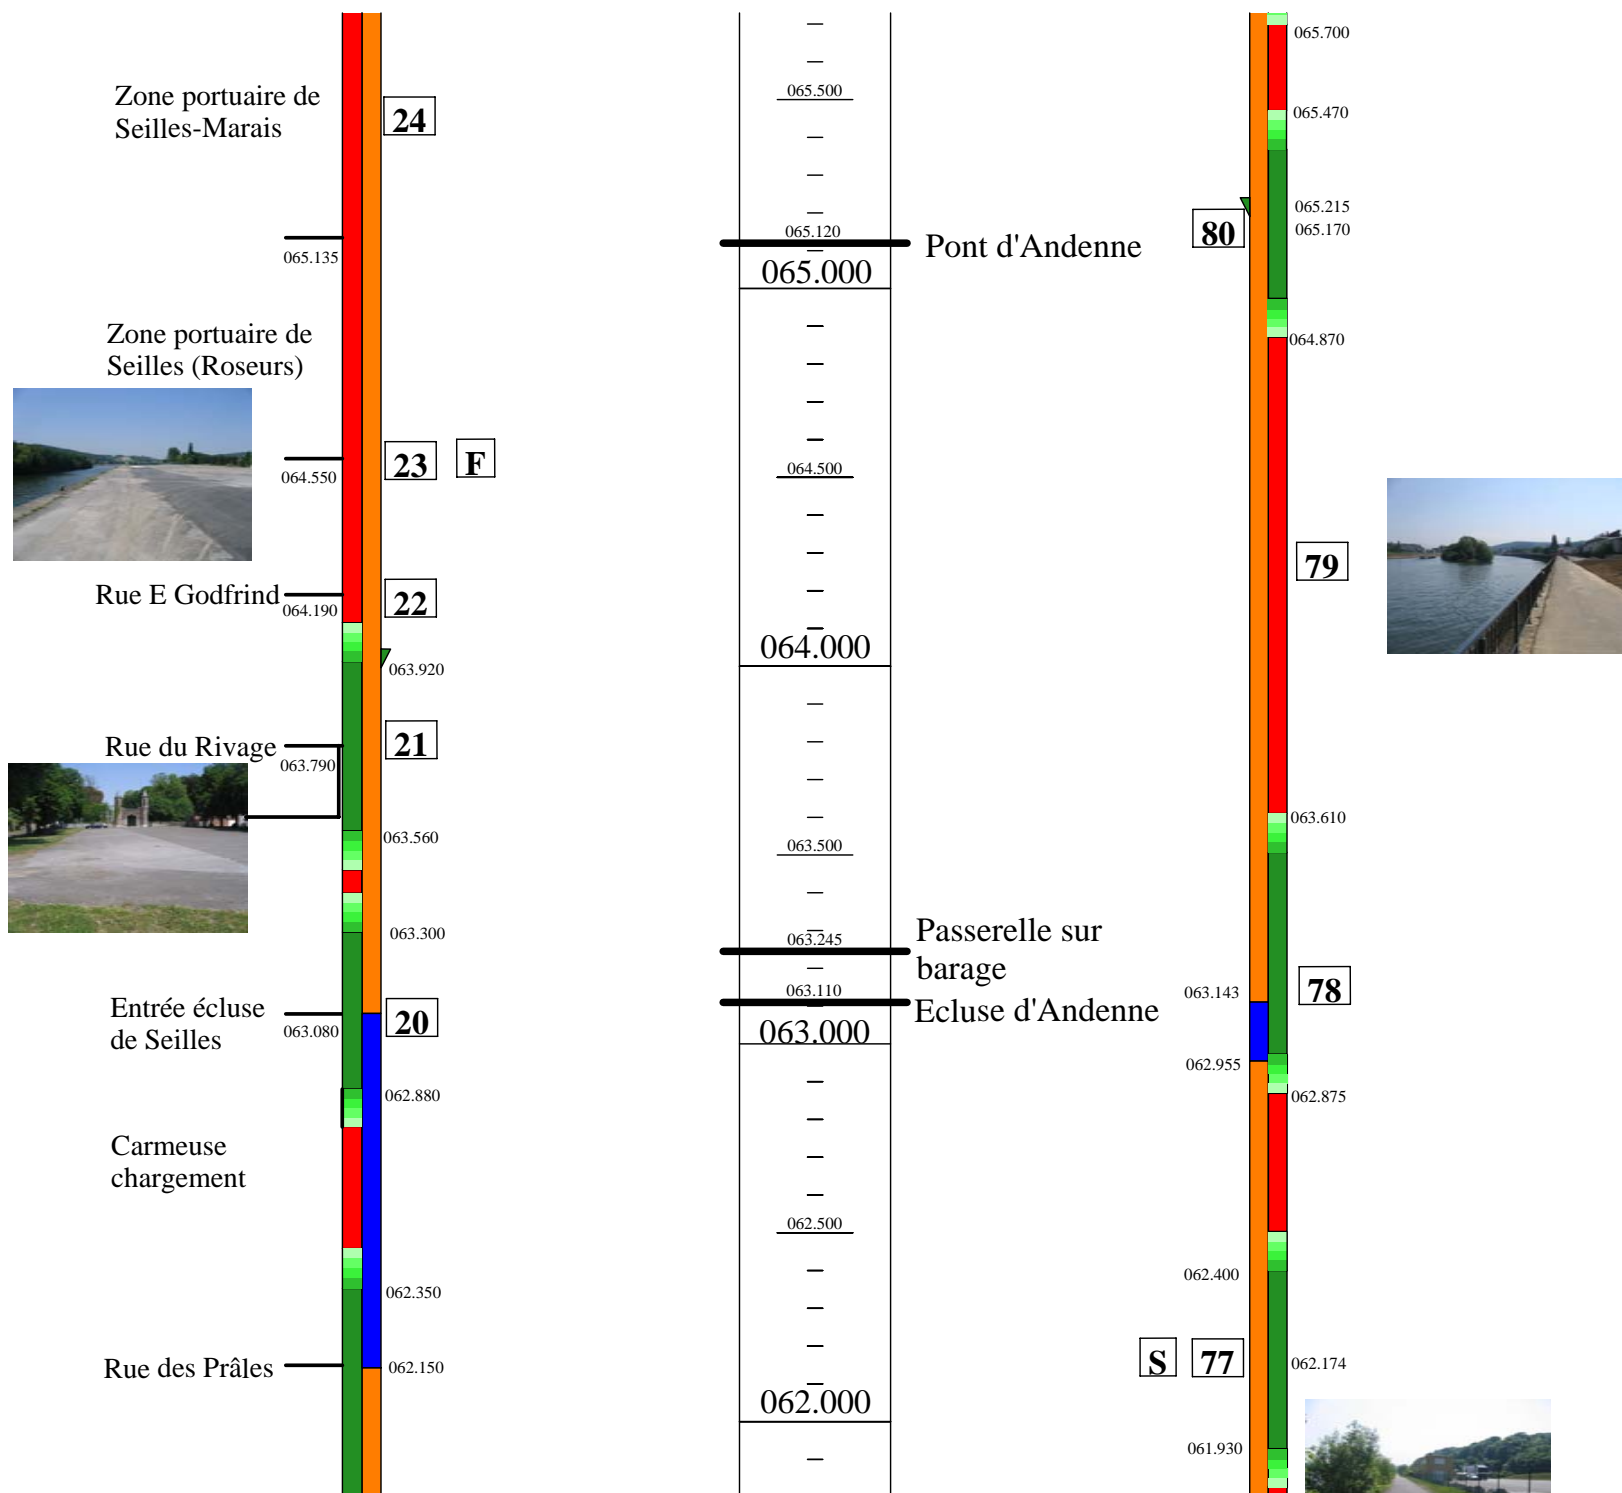 Zone portuaire de
Seilles-Marais
24
065.135
Zone portuaire de
Seilles (Roseurs)
23 F
064.550
Rue E Godfrind
064.190
22
063.920
Rue du Rivage
063.790
21
063.560
063.300
Entrée écluse
de Seilles
063.080
20
062.880
Carmeuse
chargement
062.350
Rue des Prâles
062.150
065.500
065.120
Pont d'Andenne
065.000
064.500
064.000
063.500
063.245
Passerelle sur
barage
063.110
Ecluse d'Andenne
063.000
062.500
062.000
065.700
065.470
065.215
80
065.170
064.870
79
063.610
063.143
78
062.955
062.875
062.400
S 77
062.174
061.930